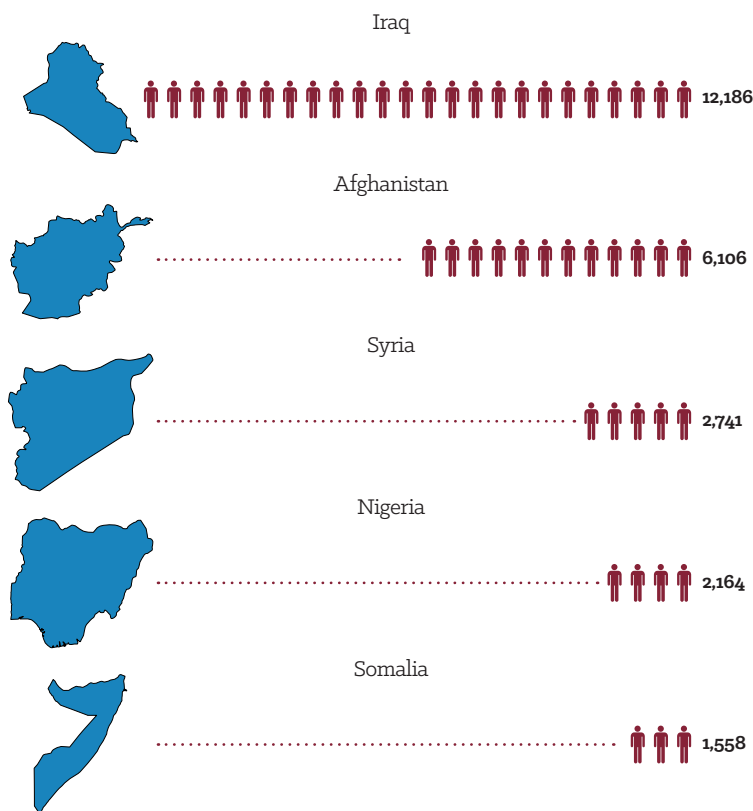 Iraq
12,186
Afghanistan
6,106
Syria
2,741
Nigeria
2,164
Somalia
1,558